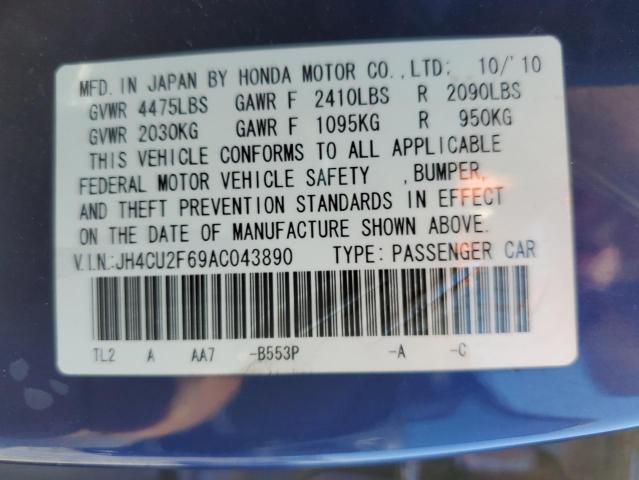 MFD. IN JAPAN BY HONDA MOTOR CO.,LTD: 10/'10
GVWR 4475LBS GAWR F 2410LBS R 2090LBS
GVWR 2030KG GAWR F 1095KG R 950KG
THIS VEHICLE CONFORMS TO ALL APPLICABLE
FEDERAL MOTOR VEHICLE SAFETY ,BUMPER,
AND THEFT PREVENTION STANDARDS IN EFFECT
ON THE DATE OF MANUFACTURE SHOWN ABOVE.
V.I.N.:JH4CU2F69AC043890 TYPE: PASSENGER CAR
TL2 A AA7 -B553P -A -C